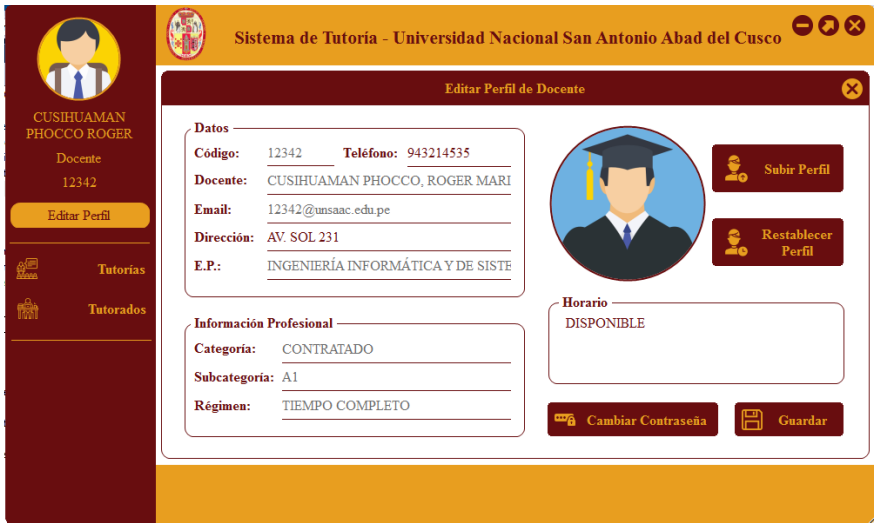 Sistema de Tutoría - Universidad Nacional San Antonio Abad del Cusco
CUSIHUAMAN
PHOCCO ROGER
Docente
12342
Editar Perfil
Tutorías
Tutorados
Editar Perfil de Docente
Datos
Código: 12342 Teléfono: 943214535
Docente: CUSIHUAMAN PHOCCO, ROGER MARI
Email: 12342@unsaac.edu.pe
Dirección: AV. SOL 231
E.P.: INGENIERÍA INFORMÁTICA Y DE SISTE
Información Profesional
Categoría: CONTRATADO
Subcategoría: A1
Régimen: TIEMPO COMPLETO
Subir Perfil
Restablecer
Perfil
Horario
DISPONIBLE
Cambiar Contraseña
Guardar